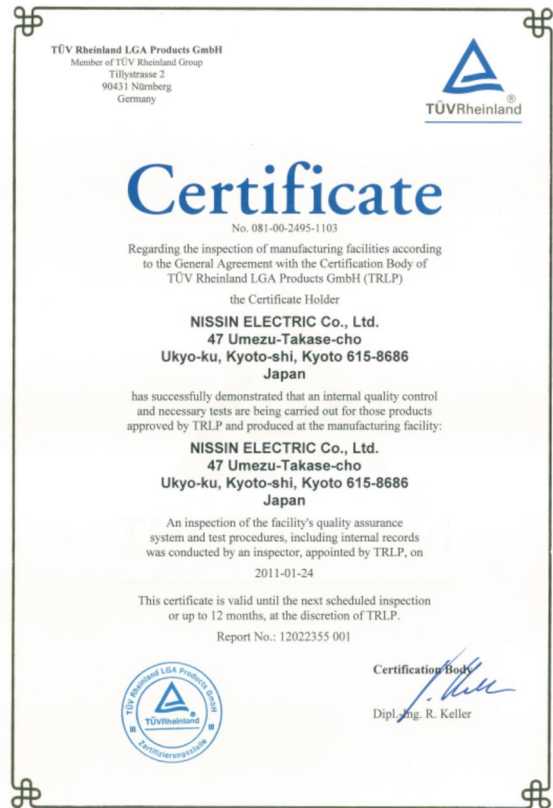 TÜV Rheinland LGA Products GmbH
Member of TÜV Rheinland Group
Tillystrasse 2
90431 Nürnberg
Germany
®
TÜVRheinland
Certificate
No. 081-00-2495-1103
Regarding the inspection of manufacturing facilities according
to the General Agreement with the Certification Body of
TÜV Rheinland LGA Products GmbH (TRLP)
the Certificate Holder
NISSIN ELECTRIC Co., Ltd.
47 Umezu-Takase-cho
Ukyo-ku, Kyoto-shi, Kyoto 615-8686
Japan
has successfully demonstrated that an internal quality control
and necessary tests are being carried out for those products
approved by TRLP and produced at the manufacturing facility:
NISSIN ELECTRIC Co., Ltd.
47 Umezu-Takase-cho
Ukyo-ku, Kyoto-shi, Kyoto 615-8686
Japan
An inspection of the facility's quality assurance
system and test procedures, including internal records
was conducted by an inspector, appointed by TRLP, on
2011-01-24
This certificate is valid until the next scheduled inspection
or up to 12 months, at the discretion of TRLP.
Report No.: 12022355 001
TÜV Rheinland LGA Products GmbH
TÜVRheinland
Zertifizierungsstelle
Certification Body
Dipl.-Ing. R. Keller